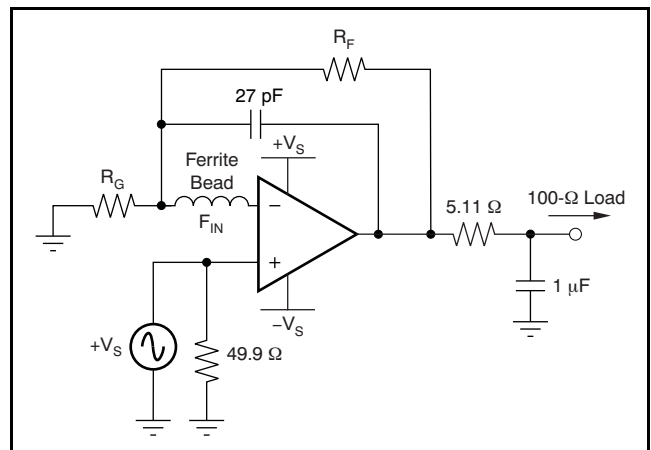 R_F
27 pF
+V_S
Ferrite
Bead
R_G
F_IN
−
+
5.11 Ω
100-Ω Load
1 μF
−V_S
+V_S
49.9 Ω